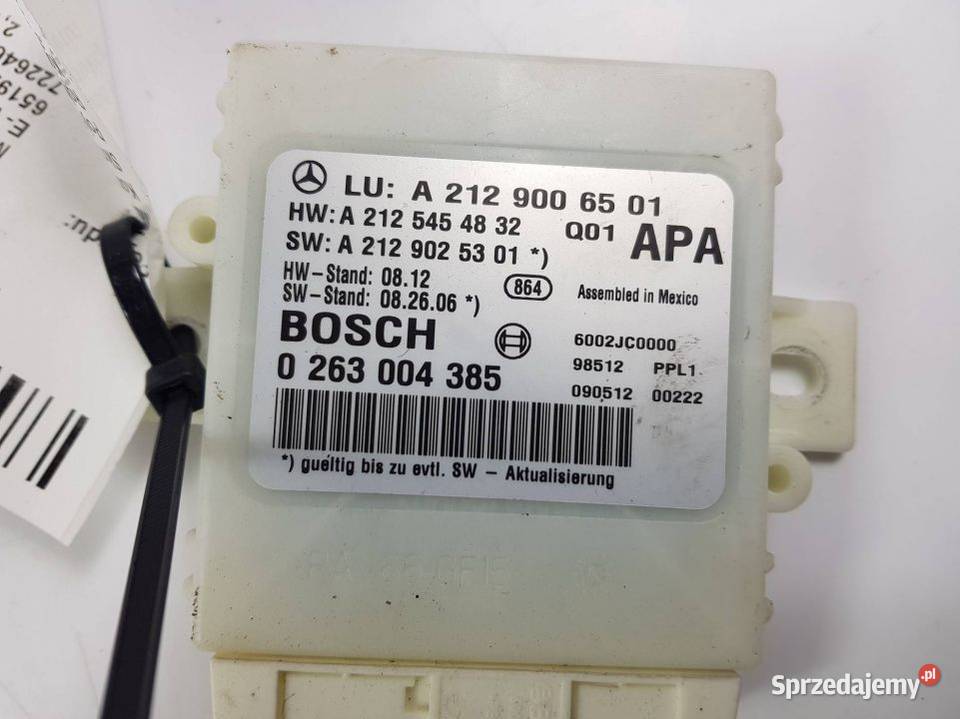 LU: A 212 900 65 01
HW: A 212 545 48 32 Q01 APA
SW: A 212 902 53 01 *)
HW-Stand: 08.12 864 Assembled in Mexico
SW-Stand: 08.26.06 *)
BOSCH 6002JC0000
0 263 004 385 98512 PPL1
090512 00222
*) gueltig bis zu evtl. SW - Aktualisierung
Sprzedajemy.pl